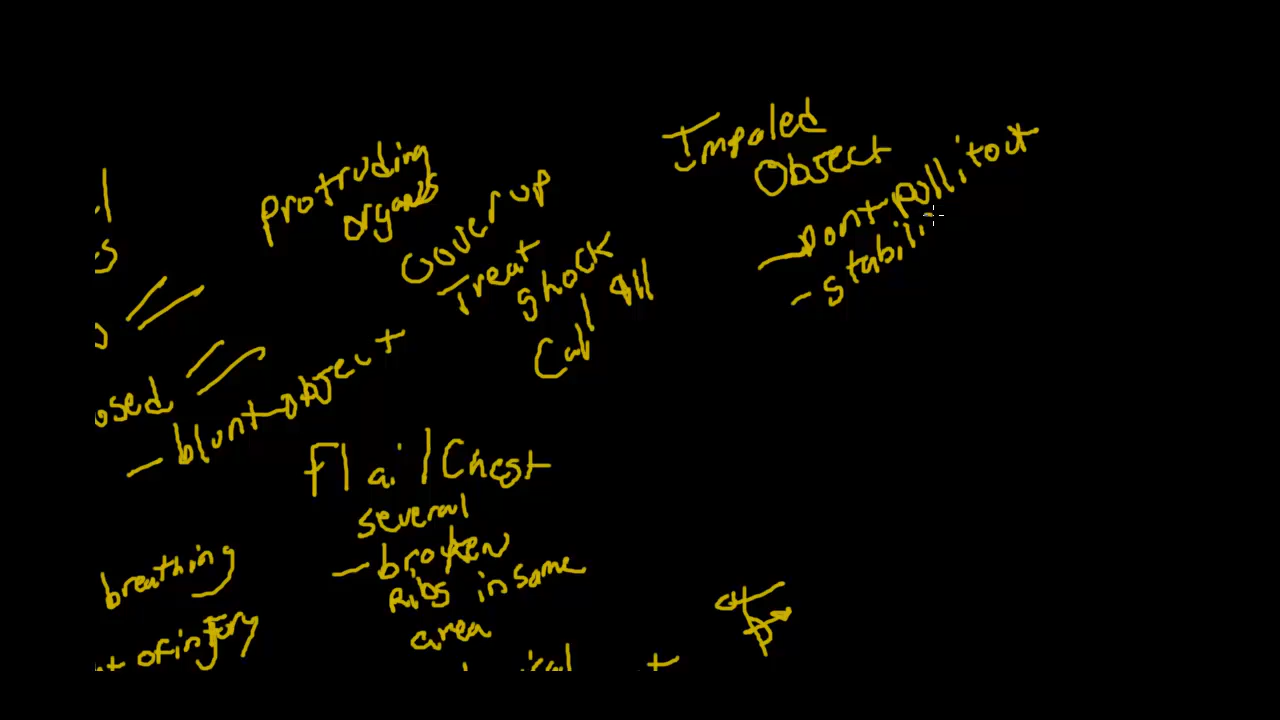 Impaled
Object
- Dont pull it out
- stabili
protruding
organs
Cover up
Treat
shock
Call 911
osed
- blunt object
Flail Chest
several
- broken
Ribs in same
area
breathing
of injury